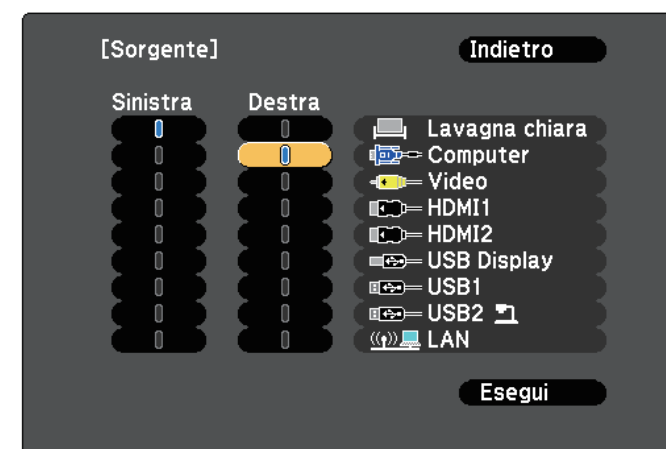 [Sorgente]
Indietro
Sinistra Destra
Lavagna chiara
Computer
Video
HDMI1
HDMI2
USB Display
USB1
USB2
LAN
Esegui